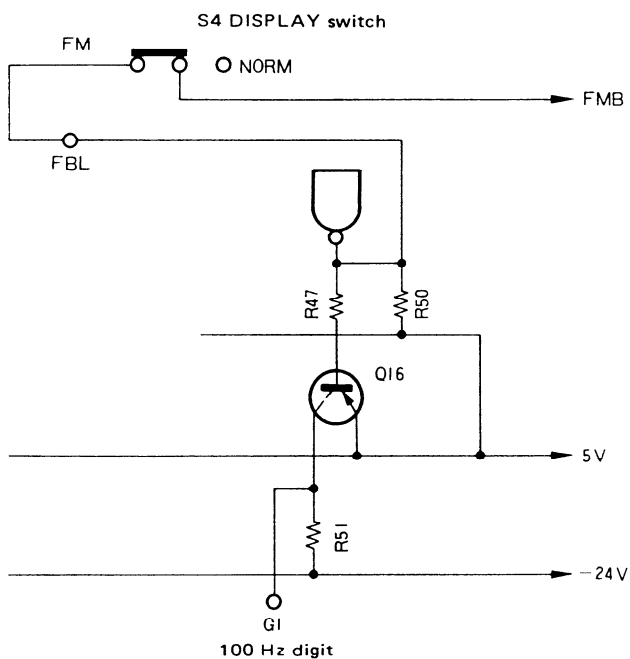 S4 DISPLAY switch
FM
NORM
FMB
FBL
R47
R50
Q16
5V
R51
-24V
G1
100 Hz digit